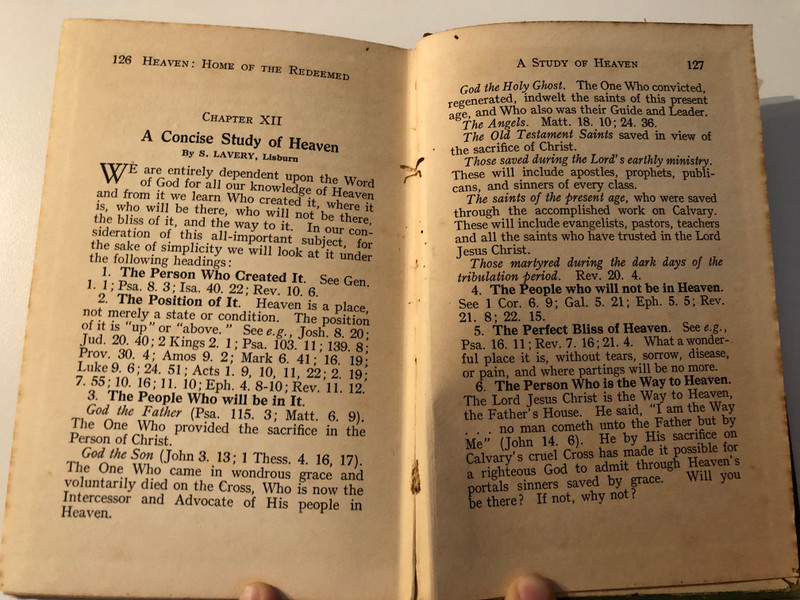 126 HEAVEN: HOME OF THE REDEEMED
CHAPTER XII
A Concise Study of Heaven
By S. LAVERY, Lisburn
WE are entirely dependent upon the Word
of God for all our knowledge of Heaven
and from it we learn Who created it, where it
is, who will be there, who will not be there,
the bliss of it, and the way to it. In our con-
sideration of this all-important subject, for
the sake of simplicity we will look at it under
the following headings:
1. The Person Who Created It. See Gen.
1. 1; Psa. 8. 3; Isa. 40. 22; Rev. 10. 6.
2. The Position of It. Heaven is a place,
not merely a state or condition. The position
of it is "up" or "above." See e.g., Josh. 8. 20;
Jud. 20. 40; 2 Kings 2. 1; Psa. 103. 11; 139. 8;
Prov. 30. 4; Amos 9. 2; Mark 6. 41; 16. 19;
Luke 9. 6; 24. 51; Acts 1. 9, 10, 11, 22; 2. 19;
7. 55; 10. 16; 11. 10; Eph. 4. 8-10; Rev. 11. 12.
3. The People Who will be in It.
God the Father (Psa. 115. 3; Matt. 6. 9).
The One Who provided the sacrifice in the
Person of Christ.
God the Son (John 3. 13; 1 Thess. 4. 16, 17).
The One Who came in wondrous grace and
voluntarily died on the Cross, Who is now the
Intercessor and Advocate of His people in
Heaven.
A STUDY OF HEAVEN 127
God the Holy Ghost. The One Who convicted,
regenerated, indwelt the saints of this present
age, and Who also was their Guide and Leader.
The Angels. Matt. 18. 10; 24. 36.
The Old Testament Saints saved in view of
the sacrifice of Christ.
Those saved during the Lord's earthly ministry.
These will include apostles, prophets, publi-
cans, and sinners of every class.
The saints of the present age, who were saved
through the accomplished work on Calvary.
These will include evangelists, pastors, teachers
and all the saints who have trusted in the Lord
Jesus Christ.
Those martyred during the dark days of the
tribulation period. Rev. 20. 4.
4. The People who will not be in Heaven.
See 1 Cor. 6. 9; Gal. 5. 21; Eph. 5. 5; Rev.
21. 8; 22. 15.
5. The Perfect Bliss of Heaven. See e.g.,
Psa. 16. 11; Rev. 7. 16; 21. 4. What a wonder-
ful place it is, without tears, sorrow, disease,
or pain, and where partings will be no more.
6. The Person Who is the Way to Heaven.
The Lord Jesus Christ is the Way to Heaven,
the Father's House. He said, "I am the Way
. . . no man cometh unto the Father but by
Me" (John 14. 6). He by His sacrifice on
Calvary's cruel Cross has made it possible for
a righteous God to admit through Heaven's
portals sinners saved by grace. Will you
be there? If not, why not?